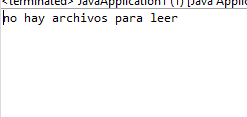 <terminated> JavaApplication1 (1) [Java Applic
no hay archivos para leer